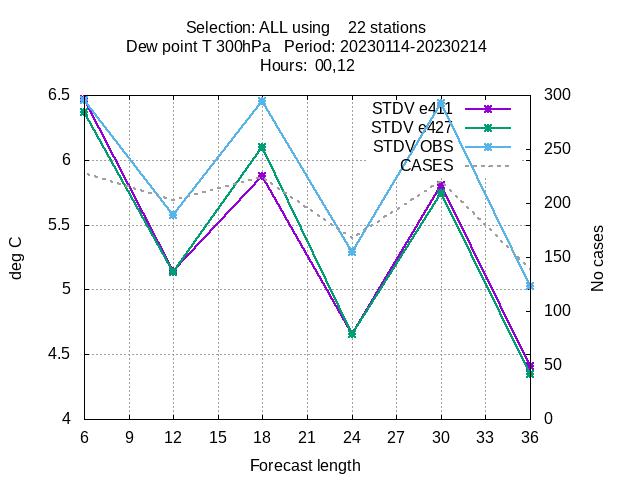 Selection: ALL using    22 stations
Dew point T 300hPa   Period: 20230114-20230214
Hours:  00,12
6.5
6
5.5
5
4.5
4
deg C
STDV e411
STDV e427
STDV OBS
CASES
300
250
200
150
100
50
0
No cases
6 9 12 15 18 21 24 27 30 33 36
Forecast length